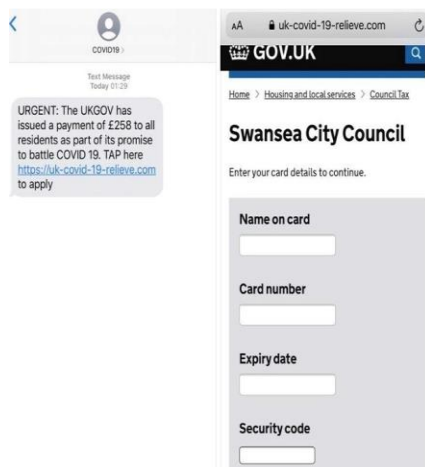 COVID19 >
Text Message
Today 01:29
URGENT: The UKGOV has
issued a payment of £258 to all
residents as part of its promise
to battle COVID 19. TAP here
https://uk-covid-19-relieve.com
to apply
AA uk-covid-19-relieve.com
GOV.UK
Home > Housing and local services > Council Tax
Swansea City Council
Enter your card details to continue.
Name on card
Card number
Expiry date
Security code